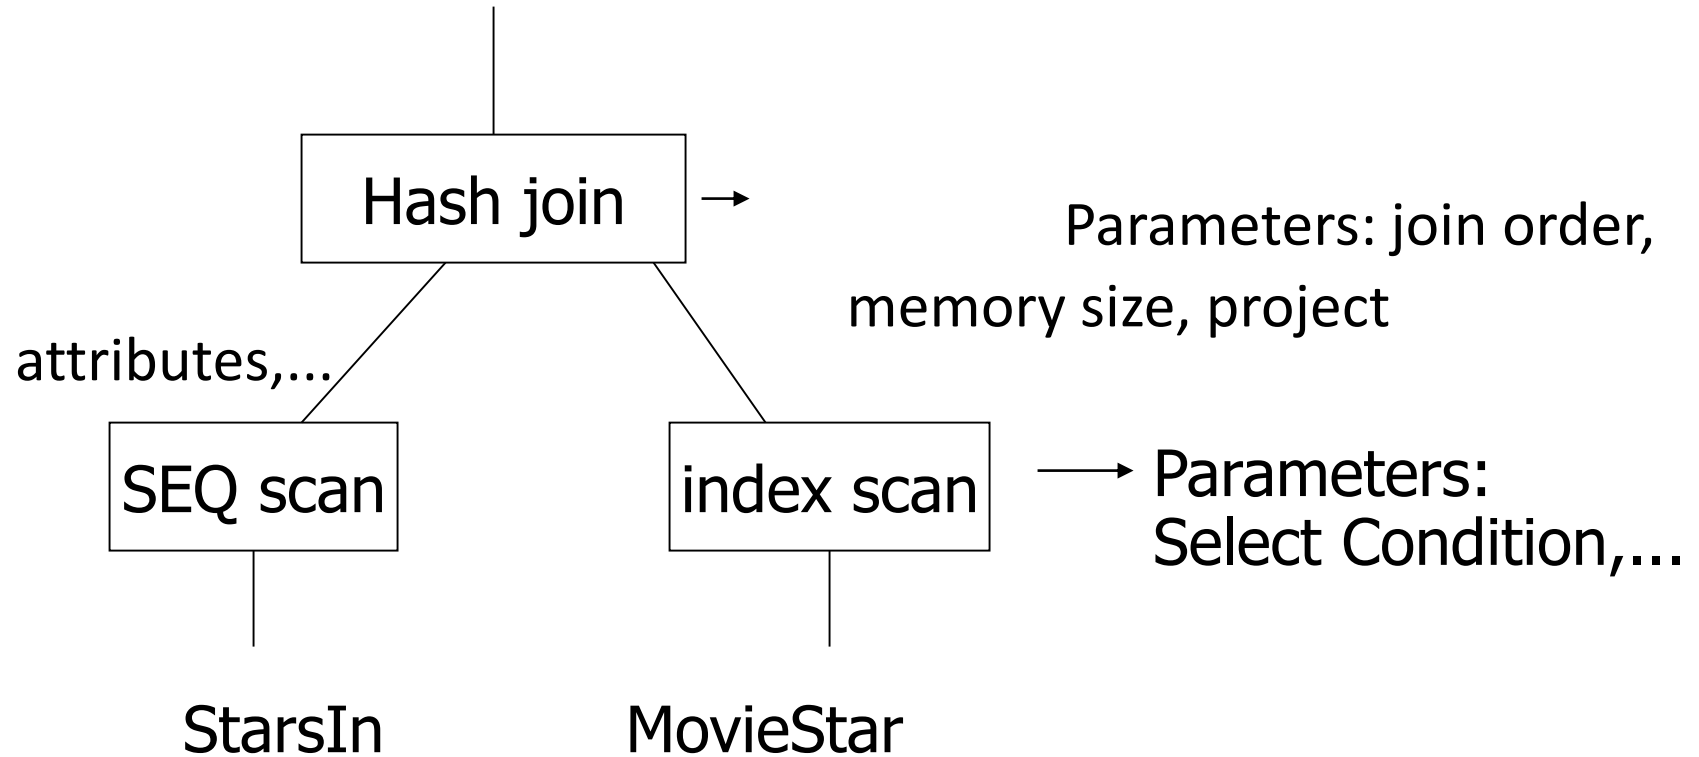 Hash join
Parameters: join order,
memory size, project
attributes,...
SEQ scan
index scan
Parameters:
Select Condition,...
StarsIn
MovieStar